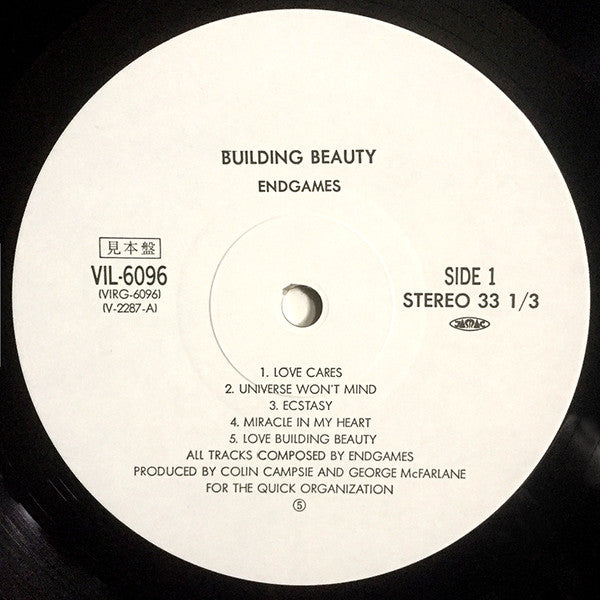 BUILDING BEAUTY
ENDGAMES
見本盤
VIL-6096
(VIRG-6096)
(V-2287-A)
SIDE 1
STEREO 33 1/3
JASRAC
1. LOVE CARES
2. UNIVERSE WON'T MIND
3. ECSTASY
4. MIRACLE IN MY HEART
5. LOVE BUILDING BEAUTY
ALL TRACKS COMPOSED BY ENDGAMES
PRODUCED BY COLIN CAMPSIE AND GEORGE McFARLANE
FOR THE QUICK ORGANIZATION
⑤